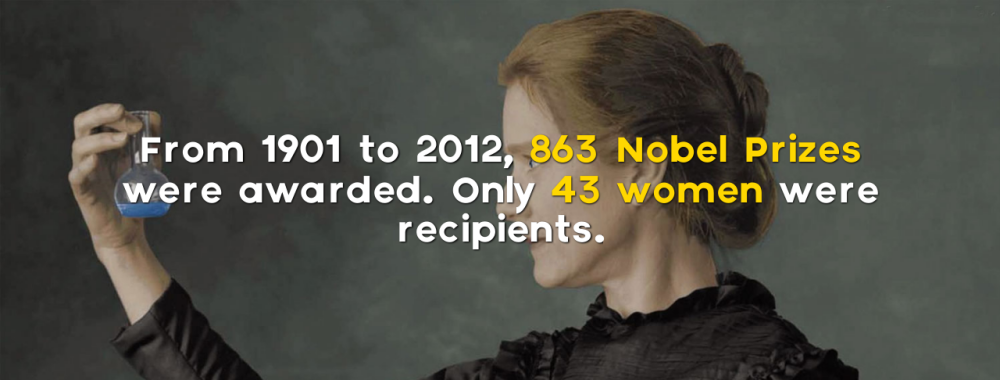 From 1901 to 2012, 863 Nobel Prizes
were awarded. Only 43 women were
recipients.